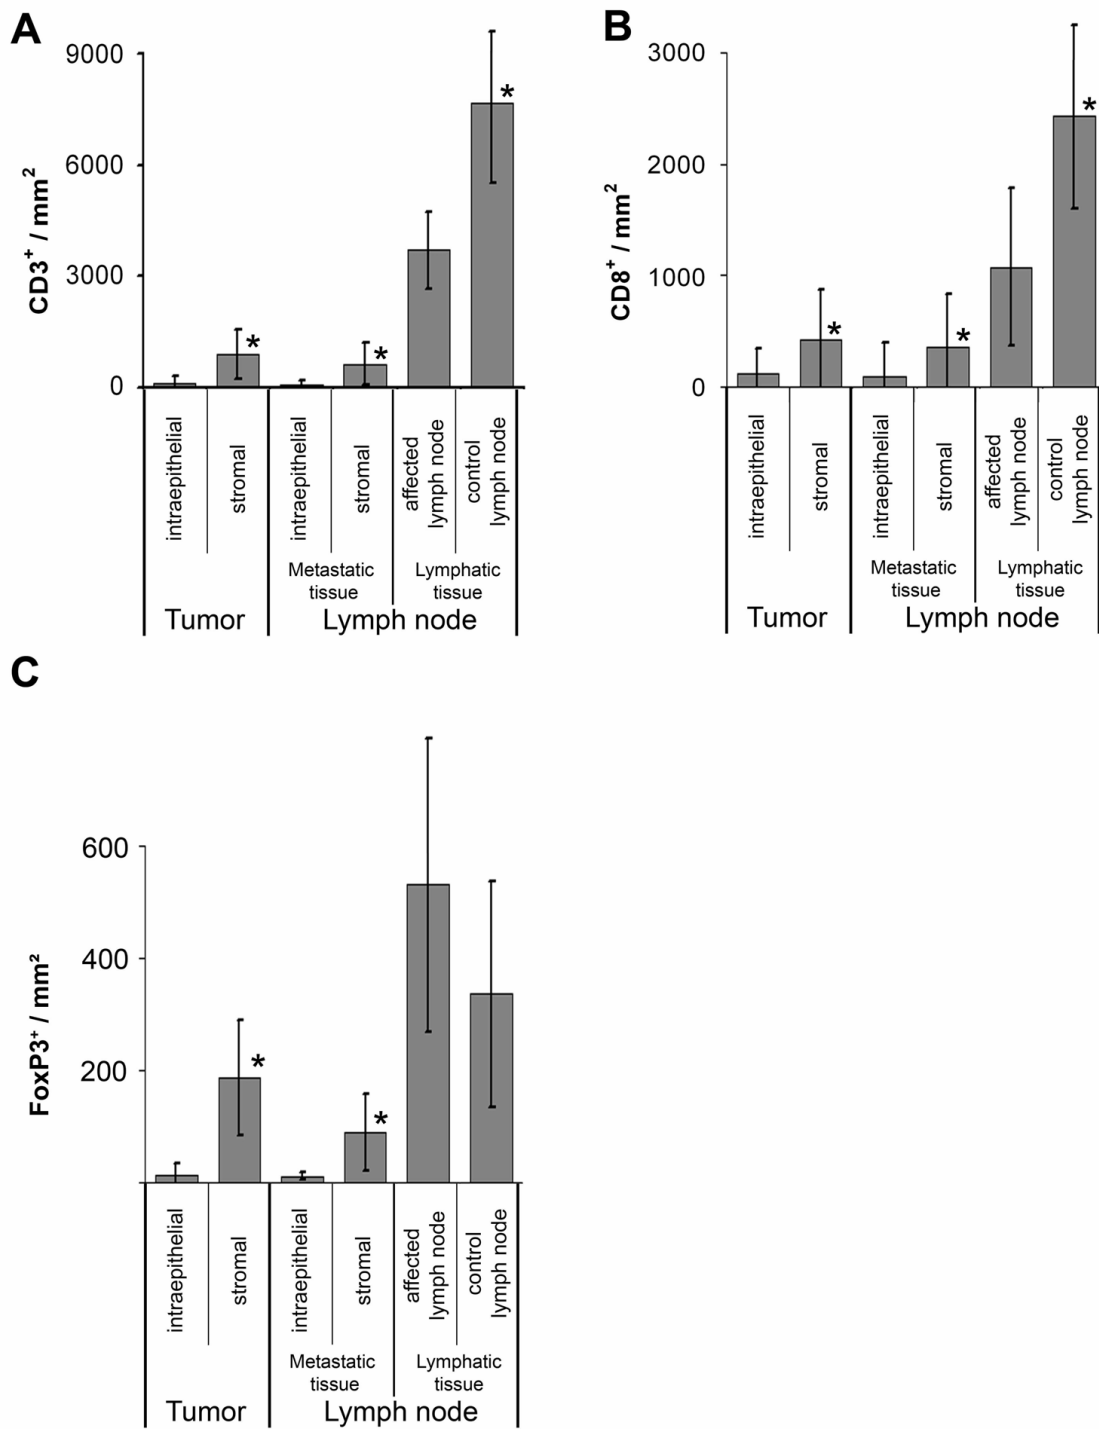 A
9000
6000
3000
0
CD3⁺ / mm²
*
*
*
intraepithelial
stromal
intraepithelial
stromal
affected
lymph node
control
lymph node
Metastatic
tissue
Lymphatic
tissue
Tumor
Lymph node
B
3000
2000
1000
0
CD8⁺ / mm²
*
*
*
intraepithelial
stromal
intraepithelial
stromal
affected
lymph node
control
lymph node
Metastatic
tissue
Lymphatic
tissue
Tumor
Lymph node
C
600
400
200
FoxP3⁺ / mm²
*
*
intraepithelial
stromal
intraepithelial
stromal
affected
lymph node
control
lymph node
Metastatic
tissue
Lymphatic
tissue
Tumor
Lymph node